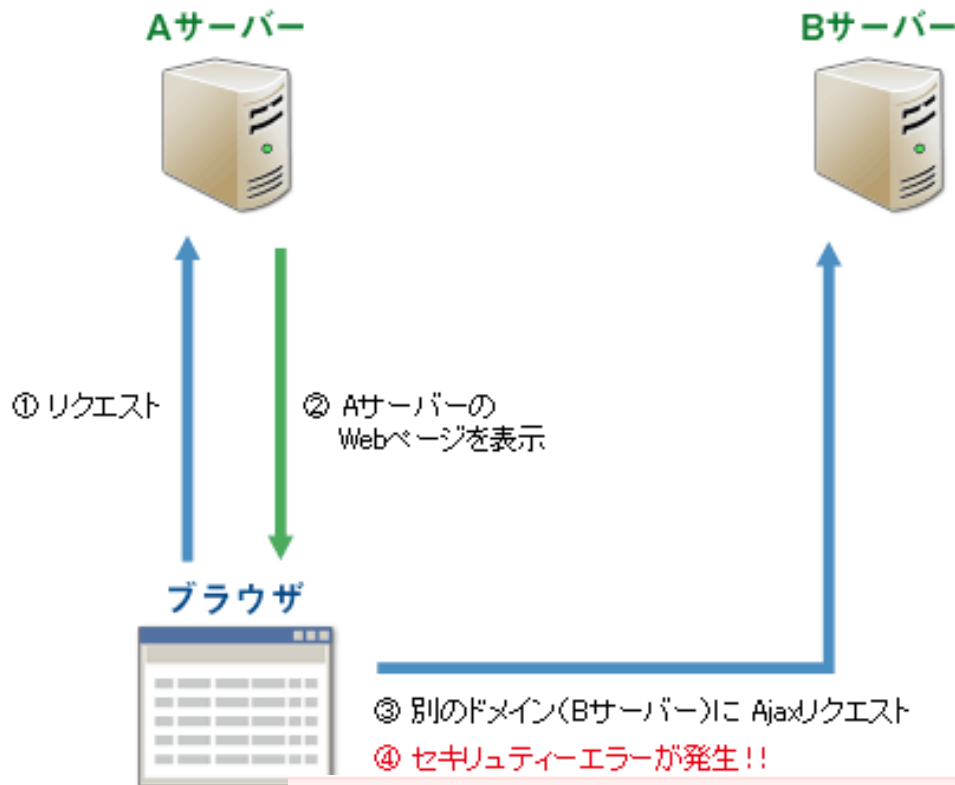 Aサーバー
Bサーバー
① リクエスト
② Aサーバーの
Webページを表示
ブラウザ
③ 別のドメイン(Bサーバー)に Ajaxリクエスト
④ セキュリティーエラーが発生!!